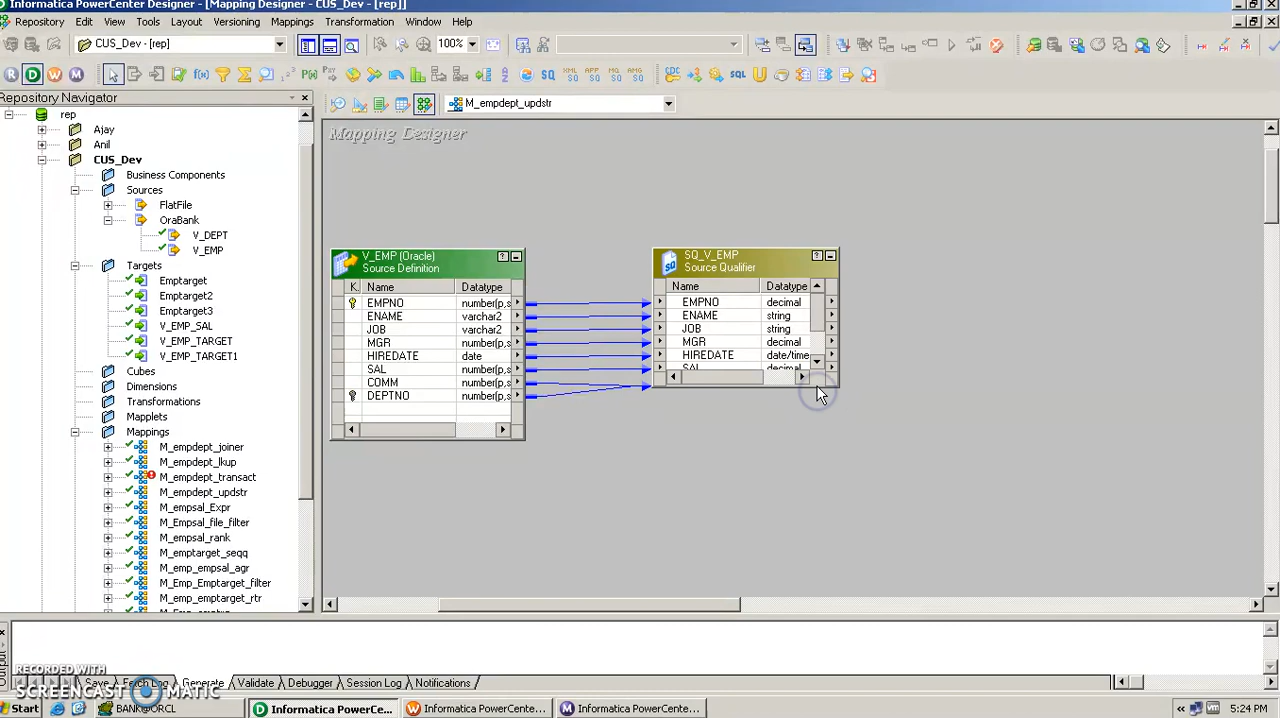 Informatica PowerCenter Designer - [Mapping Designer - CUS_Dev - [rep]]
Repository Edit View Tools Layout Versioning Mappings Transformation Window Help
CUS_Dev - [rep]
100%
Repository Navigator
M_empdept_updstr
rep
Ajay
Anil
CUS_Dev
Business Components
Sources
FlatFile
OraBank
V_DEPT
V_EMP
Targets
Emptarget
Emptarget2
Emptarget3
V_EMP_SAL
V_EMP_TARGET
V_EMP_TARGET1
Cubes
Dimensions
Transformations
Mapplets
Mappings
M_empdept_joiner
M_empdept_lkup
M_empdept_transact
M_empdept_updstr
M_empsal_Expr
M_Empsal_file_filter
M_empsal_rank
M_emptarget_seqq
M_emp_empsal_agr
M_Emp_Emptarget_filter
M_emp_emptarget_rtr
Mapping Designer
V_EMP (Oracle)
Source Definition
K. Name Datatype
EMPNO number(p,s
ENAME varchar2
JOB varchar2
MGR number(p,s
HIREDATE date
SAL number(p,s
COMM number(p,s
DEPTNO number(p,s
SQ_V_EMP
Source Qualifier
Name Datatype
EMPNO decimal
ENAME string
JOB string
MGR decimal
HIREDATE date/time
SAL decimal
RECORDED WITH
SCREENCAST MATIC
Save Fetch Log Generate Validate Debugger Session Log Notifications
Start BANK@ORCL Informatica PowerCe... Informatica PowerCente... Informatica PowerCente... 5:24 PM